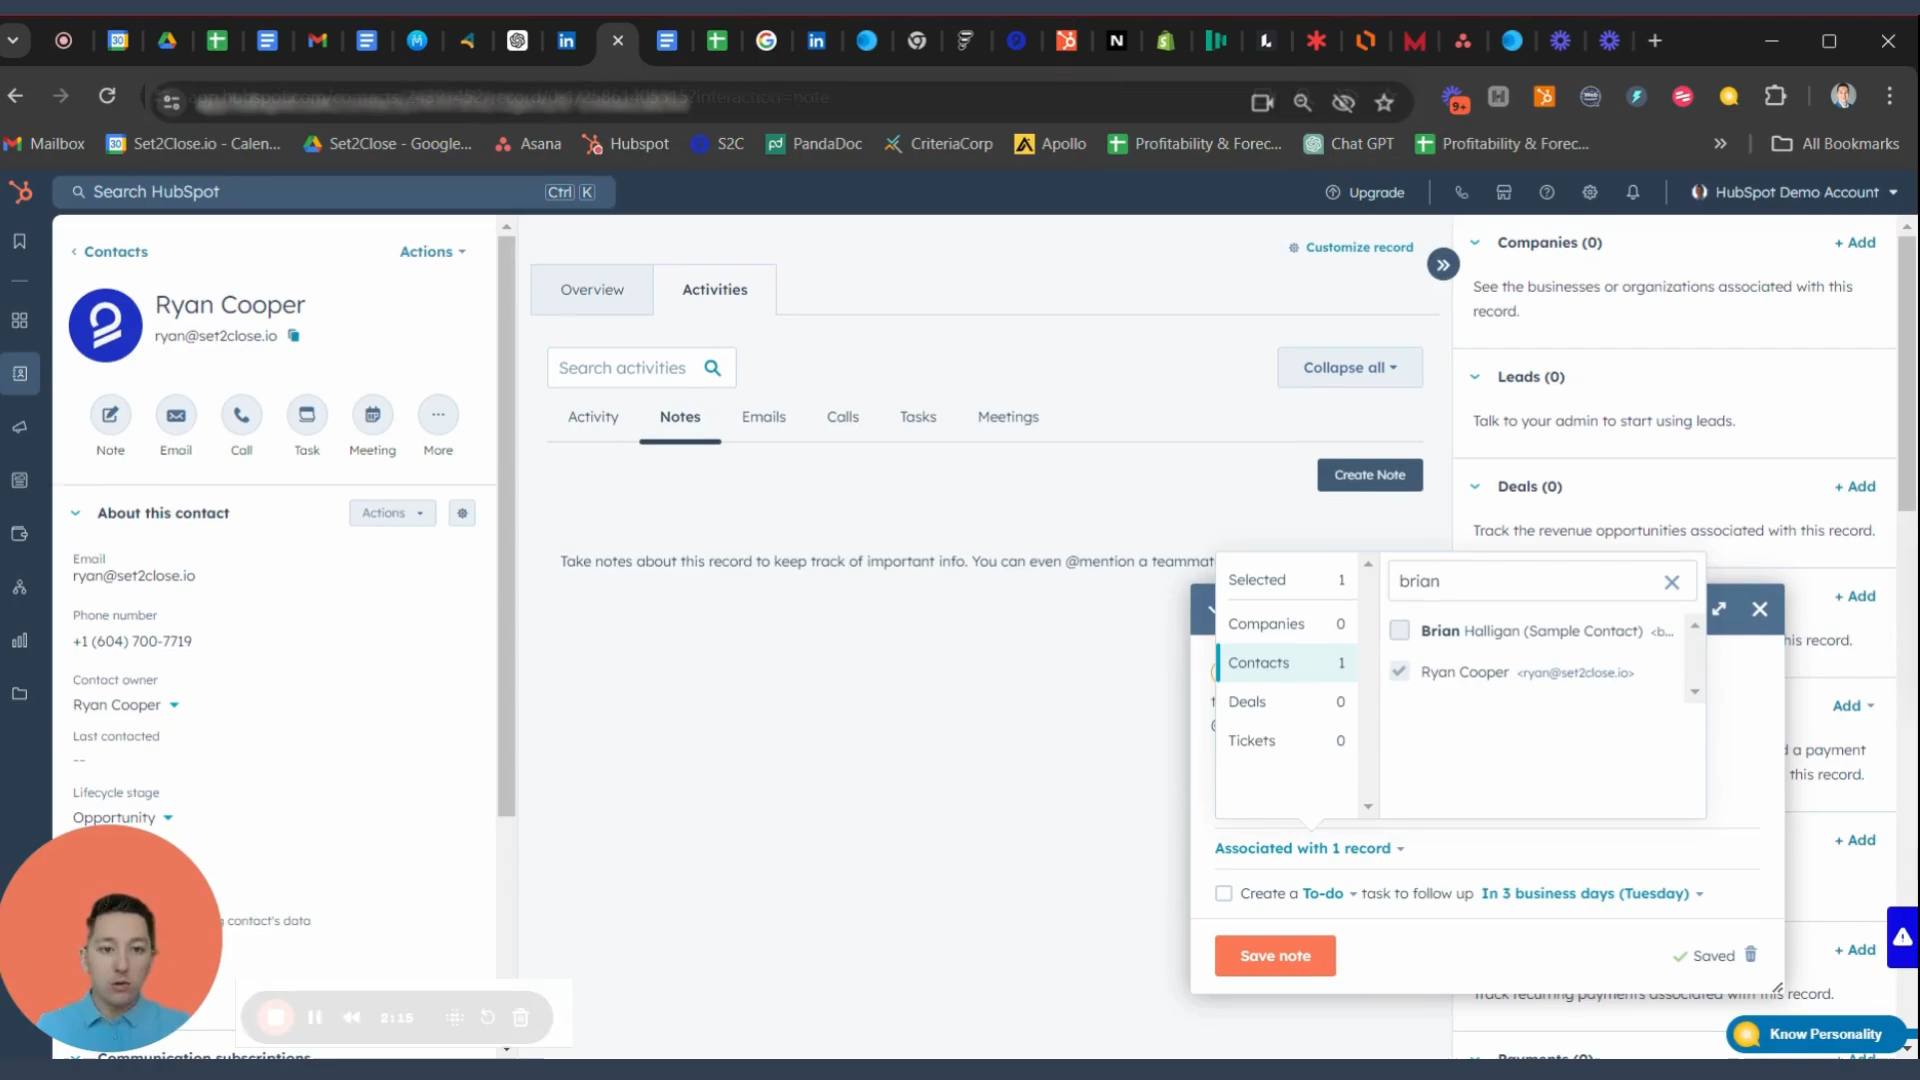 Mailbox
Set2Close.io - Calen...
Set2Close - Google...
Asana
Hubspot
S2C
PandaDoc
CriteriaCorp
Apollo
Profitability & Forec...
Chat GPT
Profitability & Forec...
All Bookmarks
Search HubSpot
Ctrl K
Upgrade
HubSpot Demo Account
Contacts
Actions
Ryan Cooper
ryan@set2close.io
Note
Email
Call
Task
Meeting
More
About this contact
Actions
Email
ryan@set2close.io
Phone number
+1 (604) 700-7719
Contact owner
Ryan Cooper
Last contacted
--
Lifecycle stage
Opportunity
contact's data
Communication subscriptions
2:15
Customize record
Overview
Activities
Search activities
Collapse all
Activity
Notes
Emails
Calls
Tasks
Meetings
Create Note
Take notes about this record to keep track of important info. You can even @mention a teammat
Selected 1
Companies 0
Contacts 1
Deals 0
Tickets 0
brian
Brian Halligan (Sample Contact) <b...
Ryan Cooper <ryan@set2close.io>
Associated with 1 record
Create a To-do task to follow up In 3 business days (Tuesday)
Save note
Saved
Companies (0)
+ Add
See the businesses or organizations associated with this
record.
Leads (0)
Talk to your admin to start using leads.
Deals (0)
+ Add
Track the revenue opportunities associated with this record.
+ Add
his record.
Add
d a payment
this record.
+ Add
+ Add
Track recurring payments associated with this record.
Know Personality
Payments (0)
+ Add